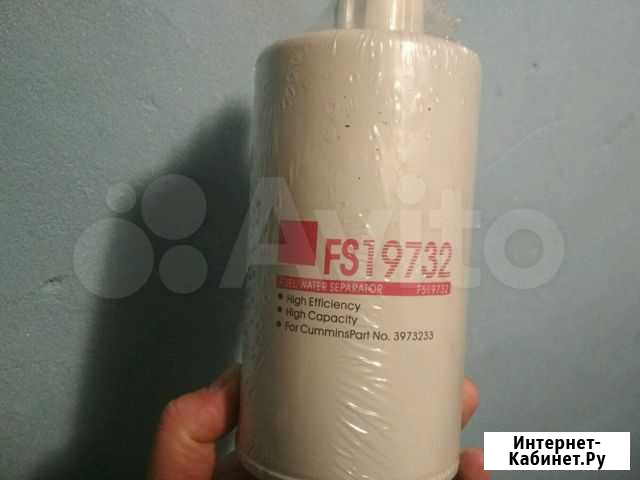 Avito
FS19732
FUEL WATER SEPARATOR FS19732
• High Efficiency
• High Capacity
• For CumminsPart No. 3973233
Интернет-
Кабинет.Ру